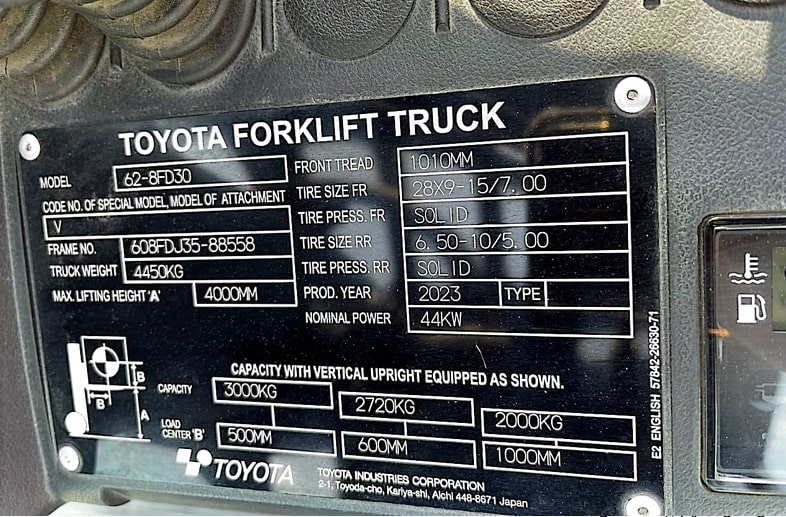 TOYOTA FORKLIFT TRUCK
MODEL 62-8FD30
CODE NO. OF SPECIAL MODEL, MODEL OF ATTACHMENT
V
FRAME NO. 608FDJ35-88558
TRUCK WEIGHT 4450KG
MAX. LIFTING HEIGHT 'A' 4000MM
FRONT TREAD 1010MM
TIRE SIZE FR 28X9-15/7.00
TIRE PRESS. FR SOLID
TIRE SIZE RR 6.50-10/5.00
TIRE PRESS. RR SOLID
PROD. YEAR 2023 TYPE
NOMINAL POWER 44KW
CAPACITY WITH VERTICAL UPRIGHT EQUIPPED AS SHOWN.
B
B
A
CAPACITY 3000KG 2720KG 2000KG
LOAD CENTER 'B' 500MM 600MM 1000MM
TOYOTA
TOYOTA INDUSTRIES CORPORATION
2-1, Toyoda-cho, Kariya-shi, Aichi 448-8671 Japan
E2 ENGLISH 57842-26630-71